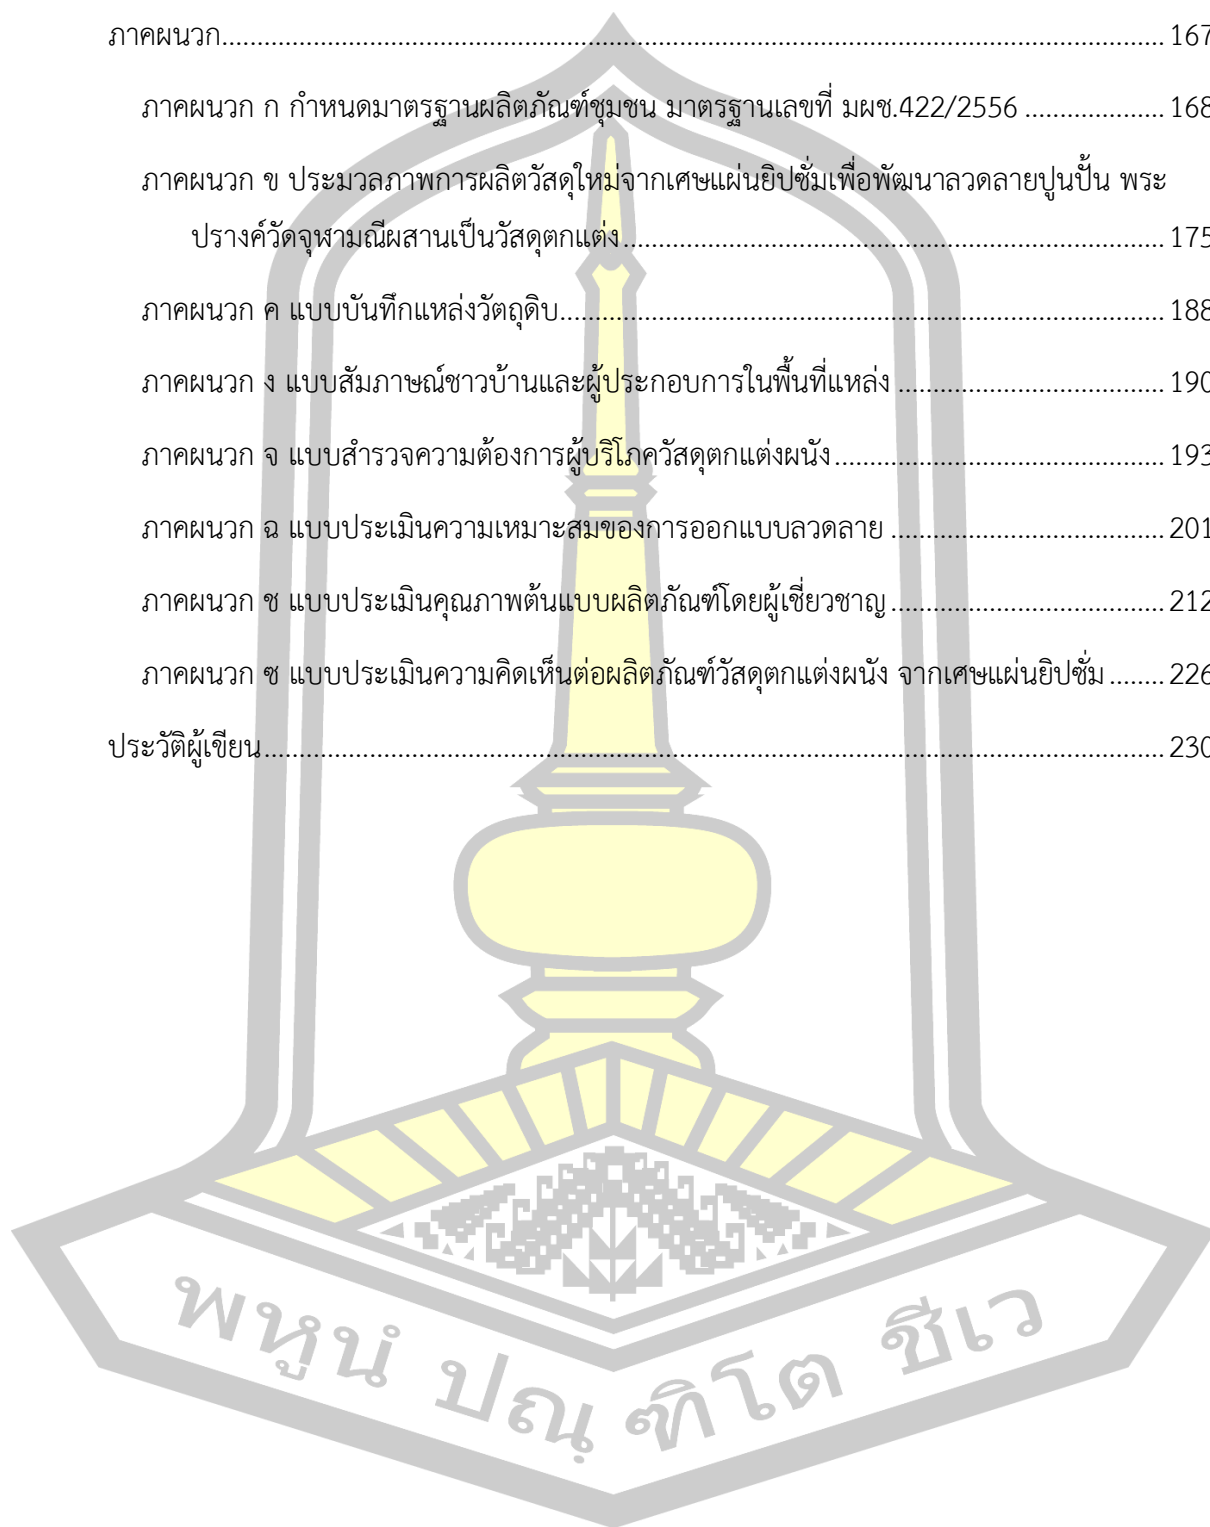 ภาคผนวก.................................................................................................................... 167
ภาคผนวก ก กำหนดมาตรฐานผลิตภัณฑ์ชุมชน มาตรฐานเลขที่ มผช.422/2556 .................. 168
ภาคผนวก ข ประมวลภาพการผลิตวัสดุใหม่จากเศษแผ่นยิปซั่มเพื่อพัฒนาลวดลายปูนปั้น พระ
ปรางค์วัดจุฬามณีผสานเป็นวัสดุตกแต่ง.................................................................... 175
ภาคผนวก ค แบบบันทึกแหล่งวัตถุดิบ........................................................................... 188
ภาคผนวก ง แบบสัมภาษณ์ชาวบ้านและผู้ประกอบการในพื้นที่แหล่ง .................................. 190
ภาคผนวก จ แบบสำรวจความต้องการผู้บริโภควัสดุตกแต่งผนัง......................................... 193
ภาคผนวก ฉ แบบประเมินความเหมาะสมของการออกแบบลวดลาย .................................. 201
ภาคผนวก ช แบบประเมินคุณภาพต้นแบบผลิตภัณฑ์โดยผู้เชี่ยวชาญ .................................. 212
ภาคผนวก ซ แบบประเมินความคิดเห็นต่อผลิตภัณฑ์วัสดุตกแต่งผนัง จากเศษแผ่นยิปซั่ม ........ 226
ประวัติผู้เขียน............................................................................................................... 230
พหูนํ ปณฺฑิโต ชีเว